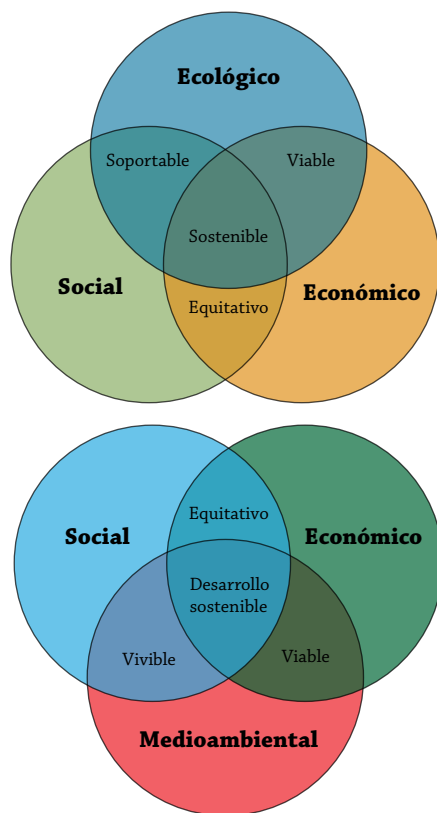 Ecológico
Soportable
Viable
Sostenible
Social
Económico
Equitativo
Equitativo
Social
Económico
Desarrollo
sostenible
Vivible
Viable
Medioambiental